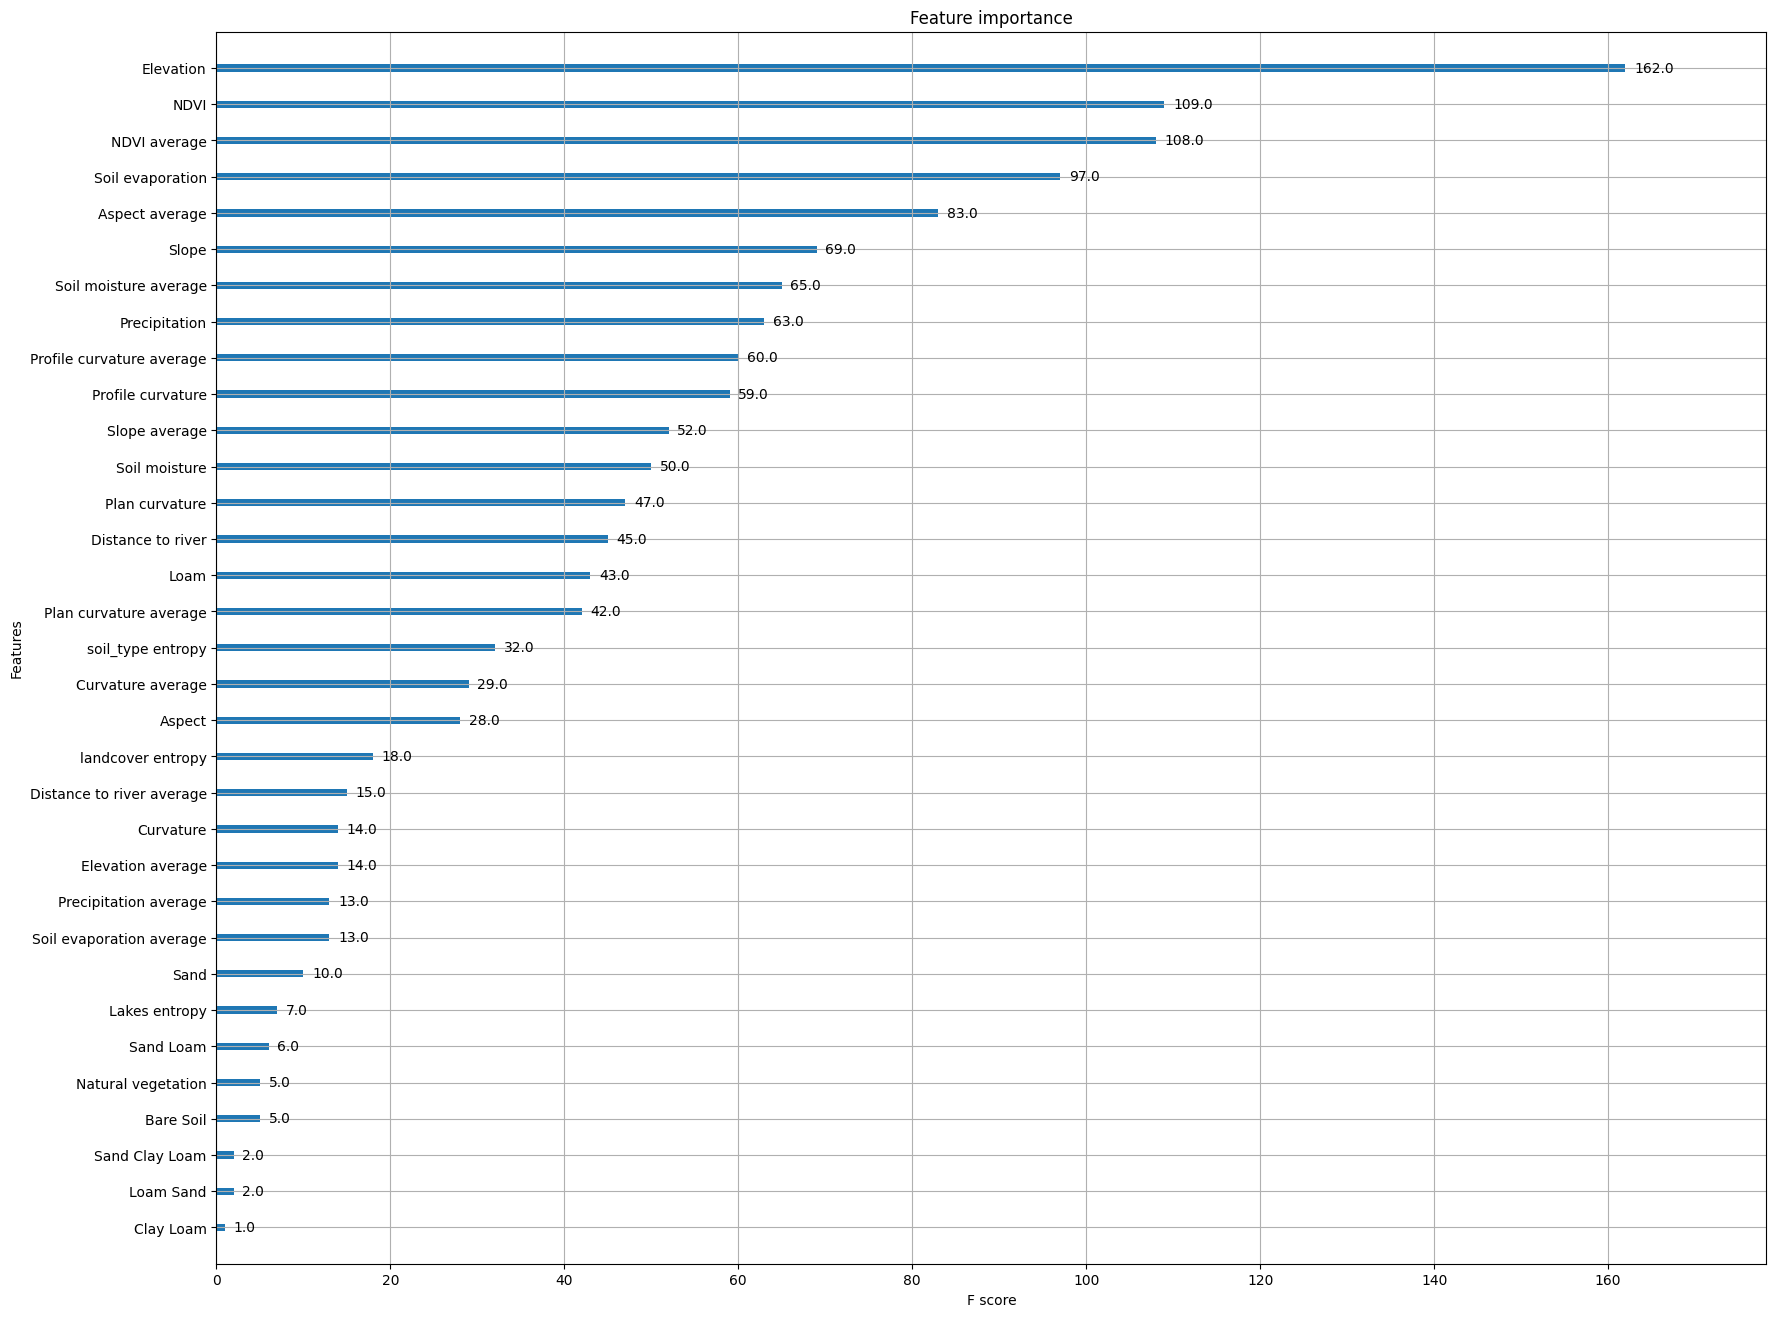 Feature importance
Elevation 162.0
NDVI 109.0
NDVI average 108.0
Soil evaporation 97.0
Aspect average 83.0
Slope 69.0
Soil moisture average 65.0
Precipitation 63.0
Profile curvature average 60.0
Profile curvature 59.0
Slope average 52.0
Soil moisture 50.0
Plan curvature 47.0
Distance to river 45.0
Loam 43.0
Plan curvature average 42.0
soil_type entropy 32.0
Curvature average 29.0
Aspect 28.0
landcover entropy 18.0
Distance to river average 15.0
Curvature 14.0
Elevation average 14.0
Precipitation average 13.0
Soil evaporation average 13.0
Sand 10.0
Lakes entropy 7.0
Sand Loam 6.0
Natural vegetation 5.0
Bare Soil 5.0
Sand Clay Loam 2.0
Loam Sand 2.0
Clay Loam 1.0
Features
0 20 40 60 80 100 120 140 160
F score